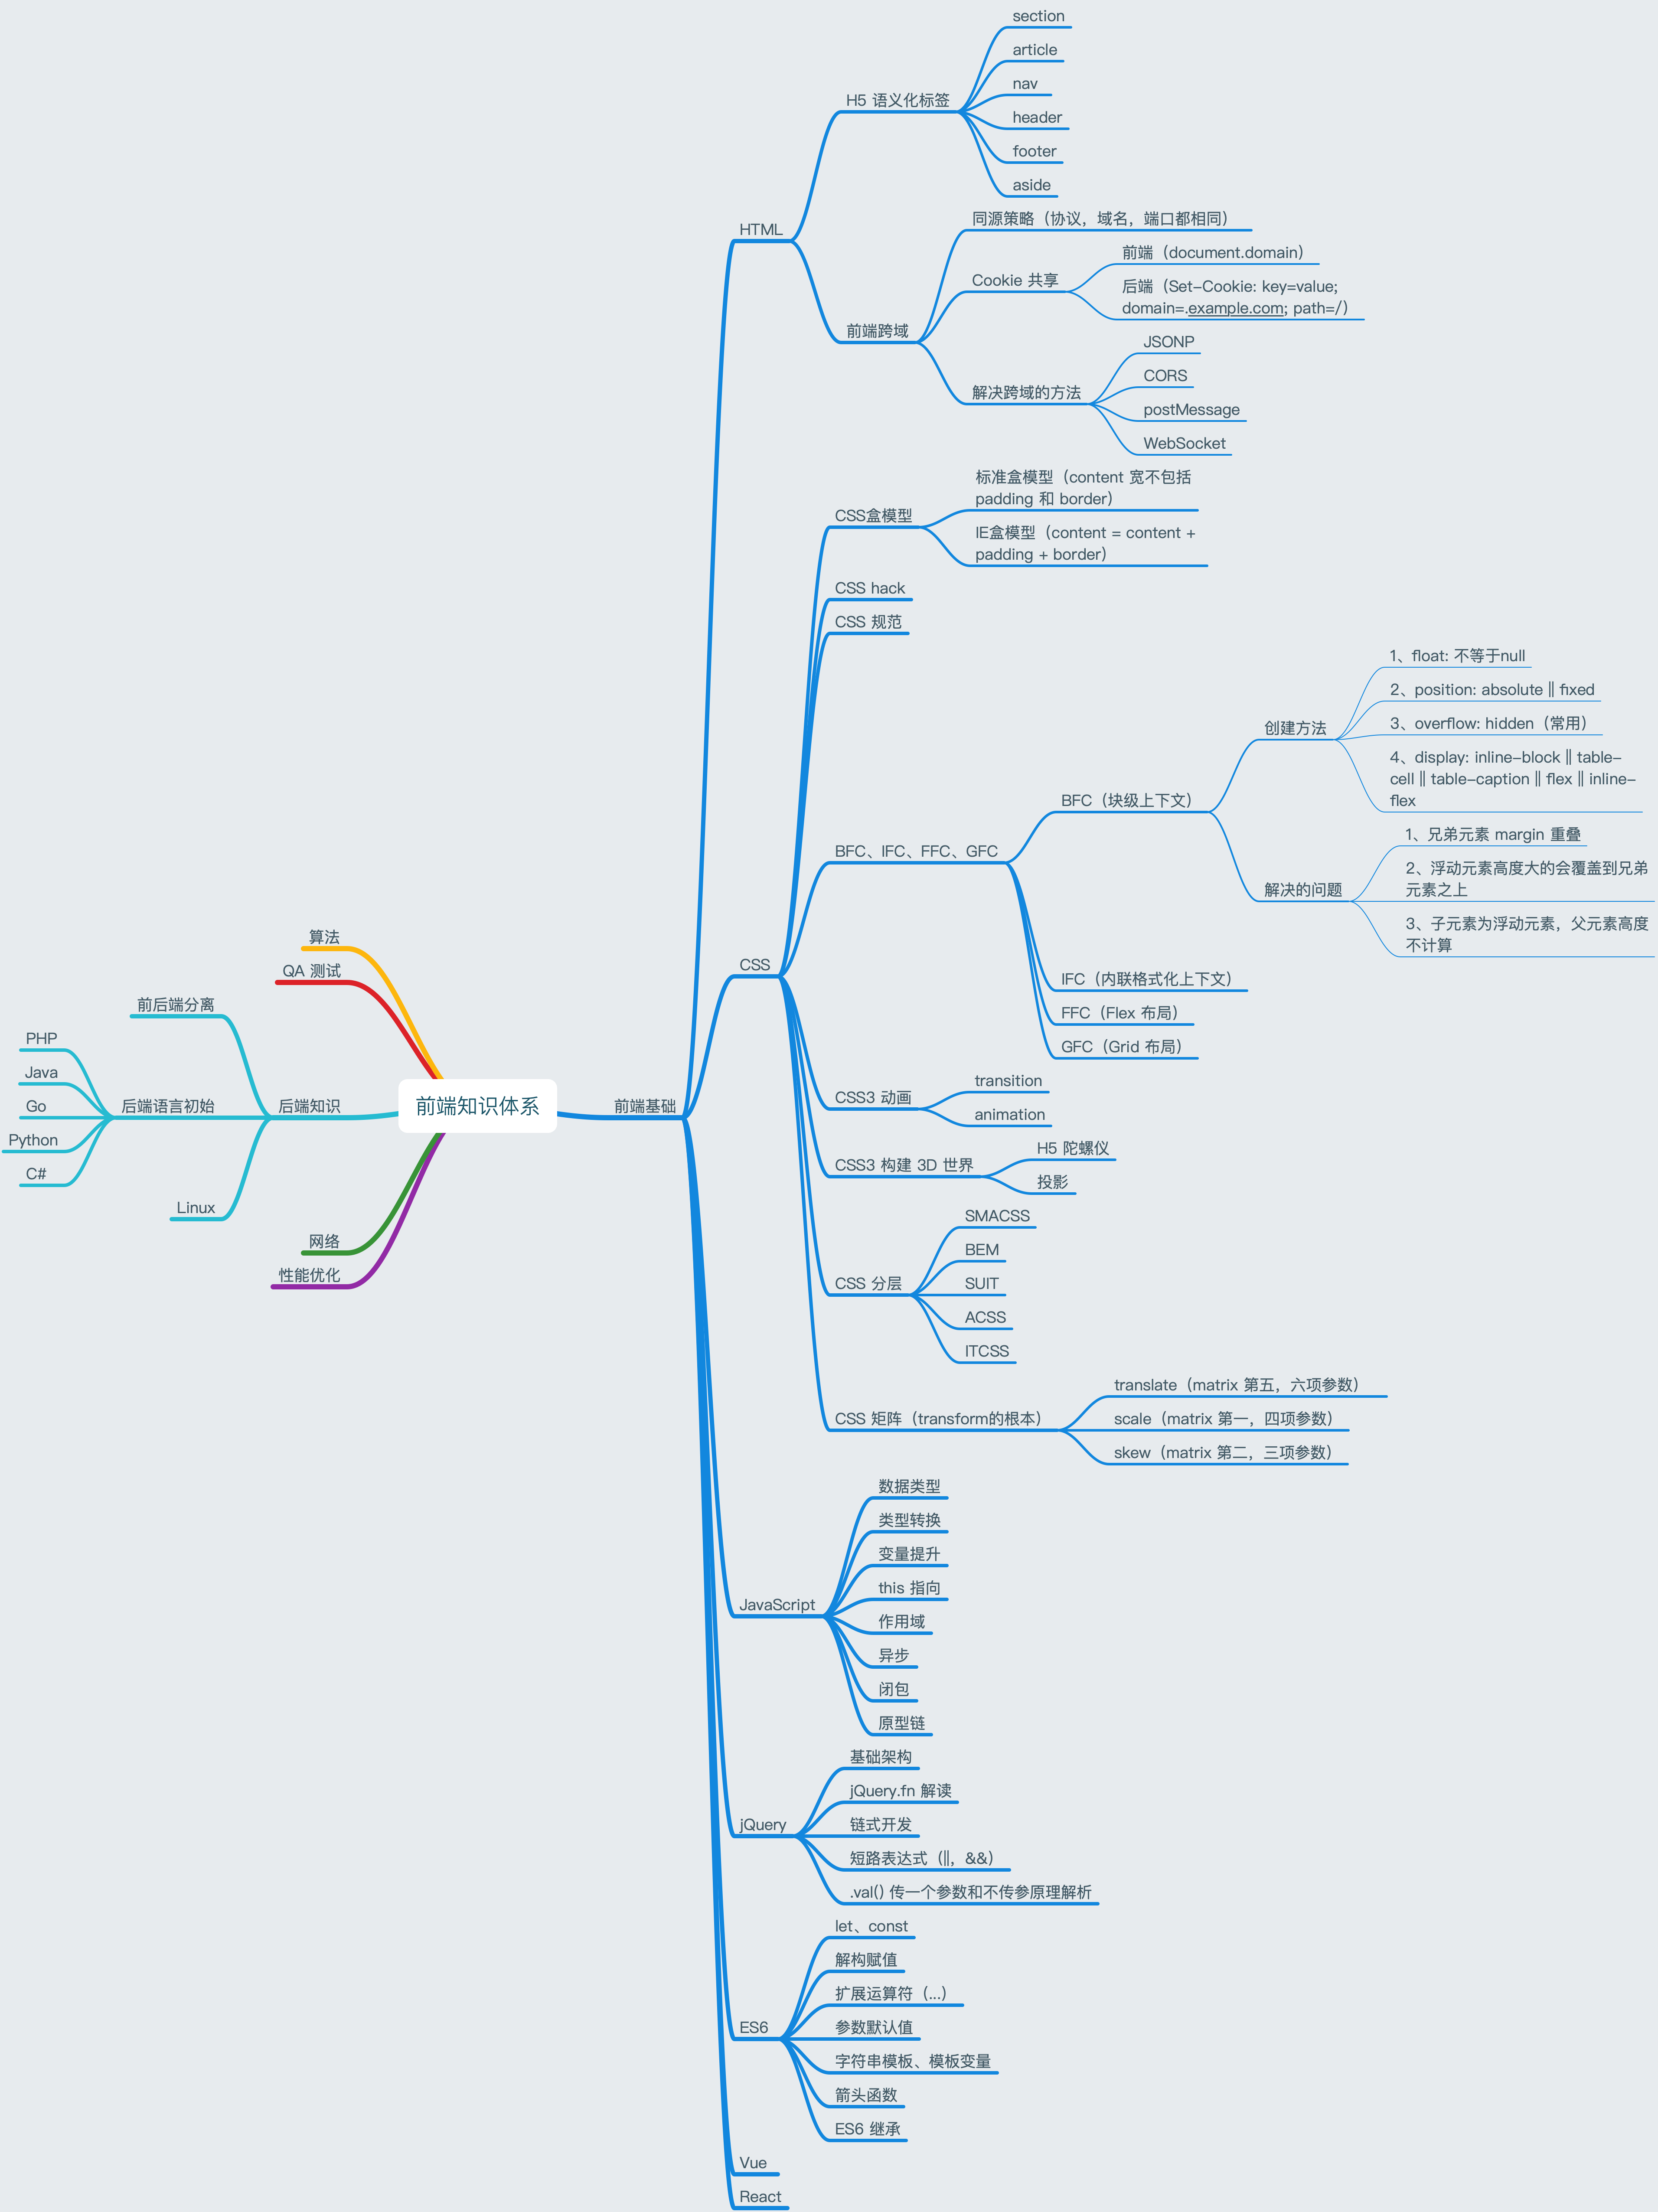 前端知识体系
前端基础
HTML
H5 语义化标签
section
article
nav
header
footer
aside
前端跨域
同源策略（协议，域名，端口都相同）
Cookie 共享
前端（document.domain）
后端（Set-Cookie: key=value;
domain=.example.com; path=/）
解决跨域的方法
JSONP
CORS
postMessage
WebSocket
CSS
CSS盒模型
标准盒模型（content 宽不包括
padding 和 border）
IE盒模型（content = content +
padding + border）
CSS hack
CSS 规范
BFC、IFC、FFC、GFC
BFC（块级上下文）
创建方法
1、float: 不等于null
2、position: absolute || fixed
3、overflow: hidden（常用）
4、display: inline-block || table-
cell || table-caption || flex || inline-
flex
解决的问题
1、兄弟元素 margin 重叠
2、浮动元素高度大的会覆盖到兄弟
元素之上
3、子元素为浮动元素，父元素高度
不计算
IFC（内联格式化上下文）
FFC（Flex 布局）
GFC（Grid 布局）
CSS3 动画
transition
animation
CSS3 构建 3D 世界
H5 陀螺仪
投影
CSS 分层
SMACSS
BEM
SUIT
ACSS
ITCSS
CSS 矩阵（transform的根本）
translate（matrix 第五，六项参数）
scale（matrix 第一，四项参数）
skew（matrix 第二，三项参数）
JavaScript
数据类型
类型转换
变量提升
this 指向
作用域
异步
闭包
原型链
jQuery
基础架构
jQuery.fn 解读
链式开发
短路表达式（||，&&）
.val() 传一个参数和不传参原理解析
ES6
let、const
解构赋值
扩展运算符（...）
参数默认值
字符串模板、模板变量
箭头函数
ES6 继承
Vue
React
算法
QA 测试
后端知识
前后端分离
后端语言初始
PHP
Java
Go
Python
C#
Linux
网络
性能优化